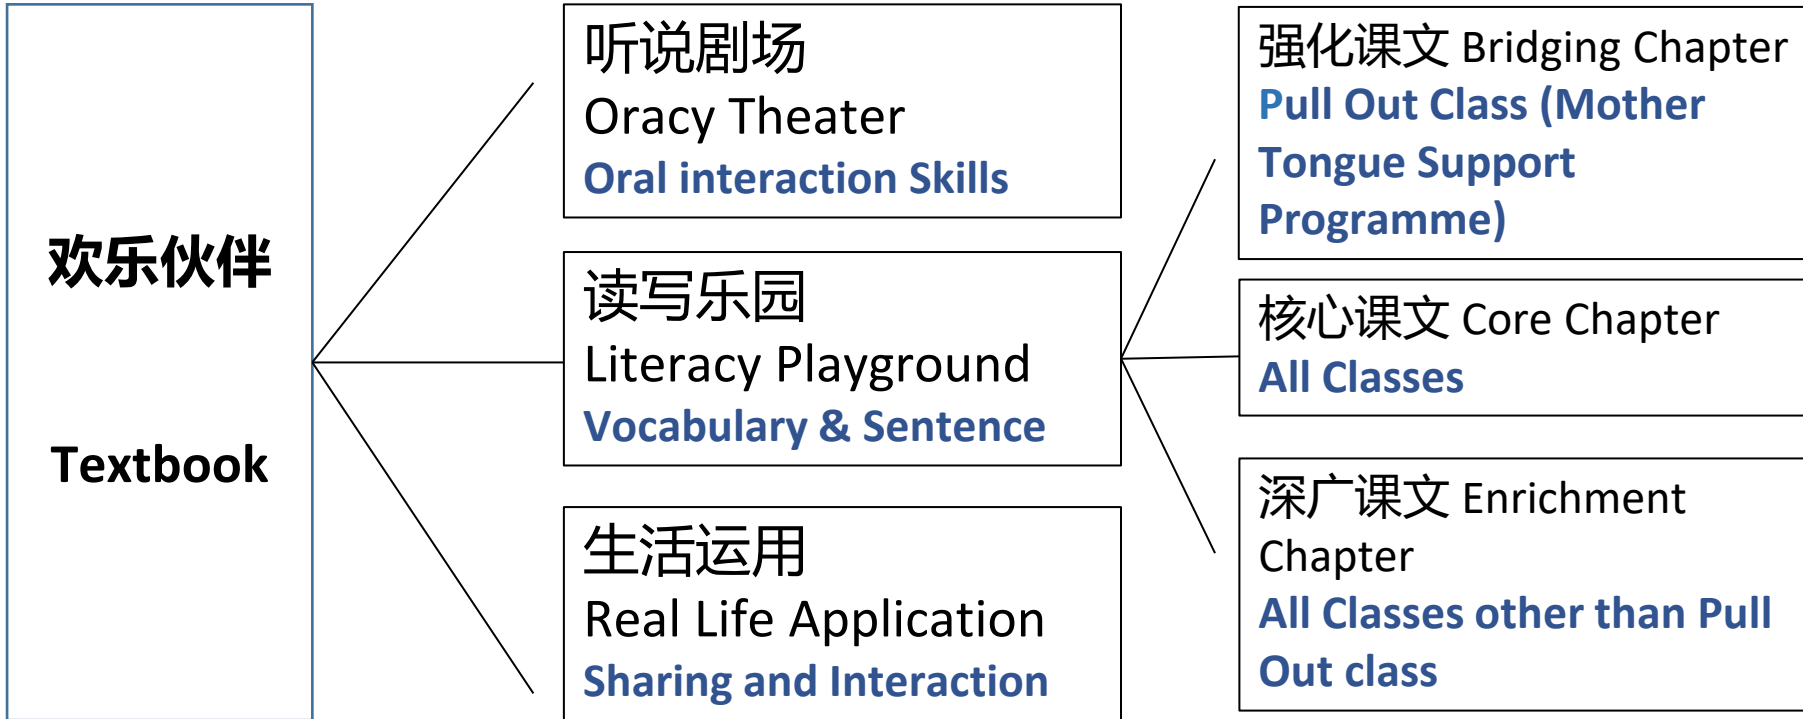 欢乐伙伴
Textbook
听说剧场
Oracy Theater
Oral interaction Skills
读写乐园
Literacy Playground
Vocabulary & Sentence
生活运用
Real Life Application
Sharing and Interaction
强化课文 Bridging Chapter
Pull Out Class (Mother
Tongue Support
Programme)
核心课文 Core Chapter
All Classes
深广课文 Enrichment
Chapter
All Classes other than Pull
Out class